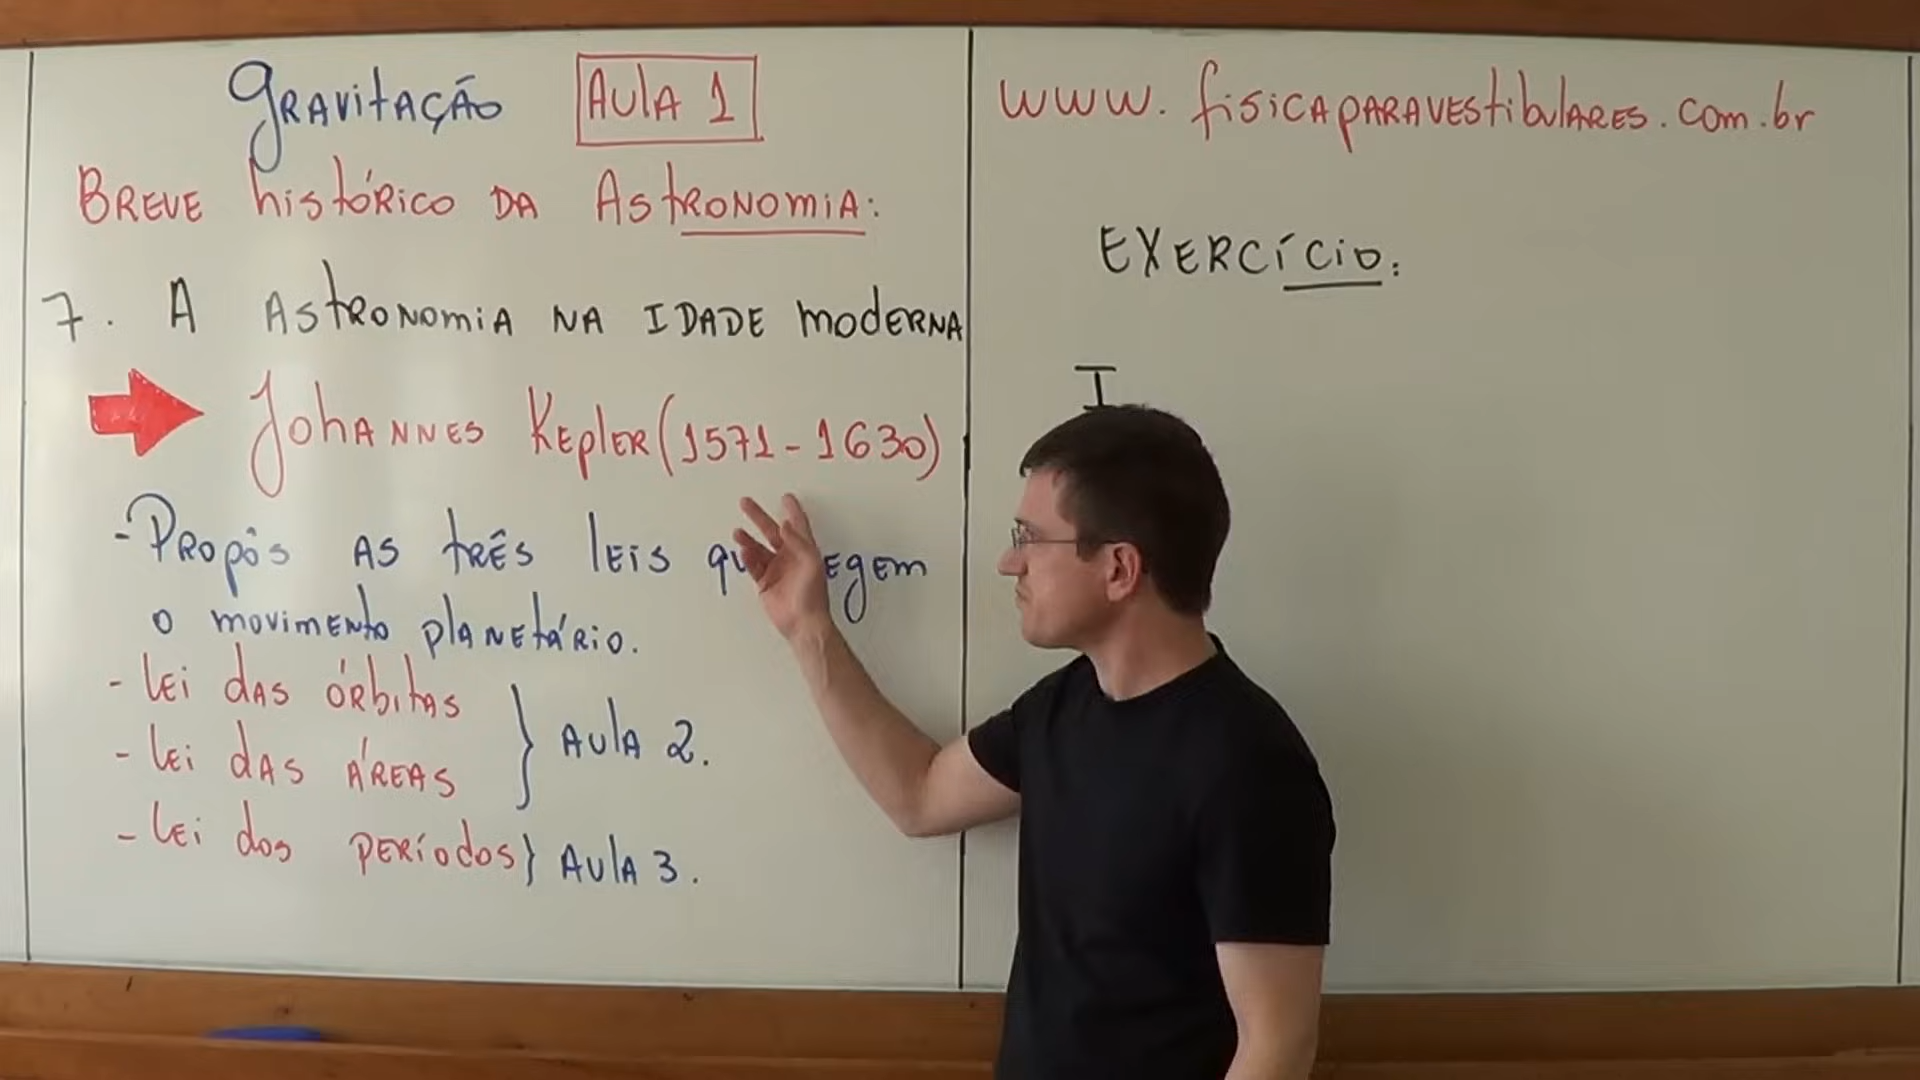 Gravitação Aula 1
Breve histórico da Astronomia:
7. A Astronomia na Idade moderna
Johannes Kepler (1571-1630)
- Propôs as três leis egem
o movimento planetário.
- lei das órbitas
- lei das áreas
} Aula 2.
- lei dos períodos } Aula 3.
www.fisicaparavestibulares.com.br
Exercício:
I